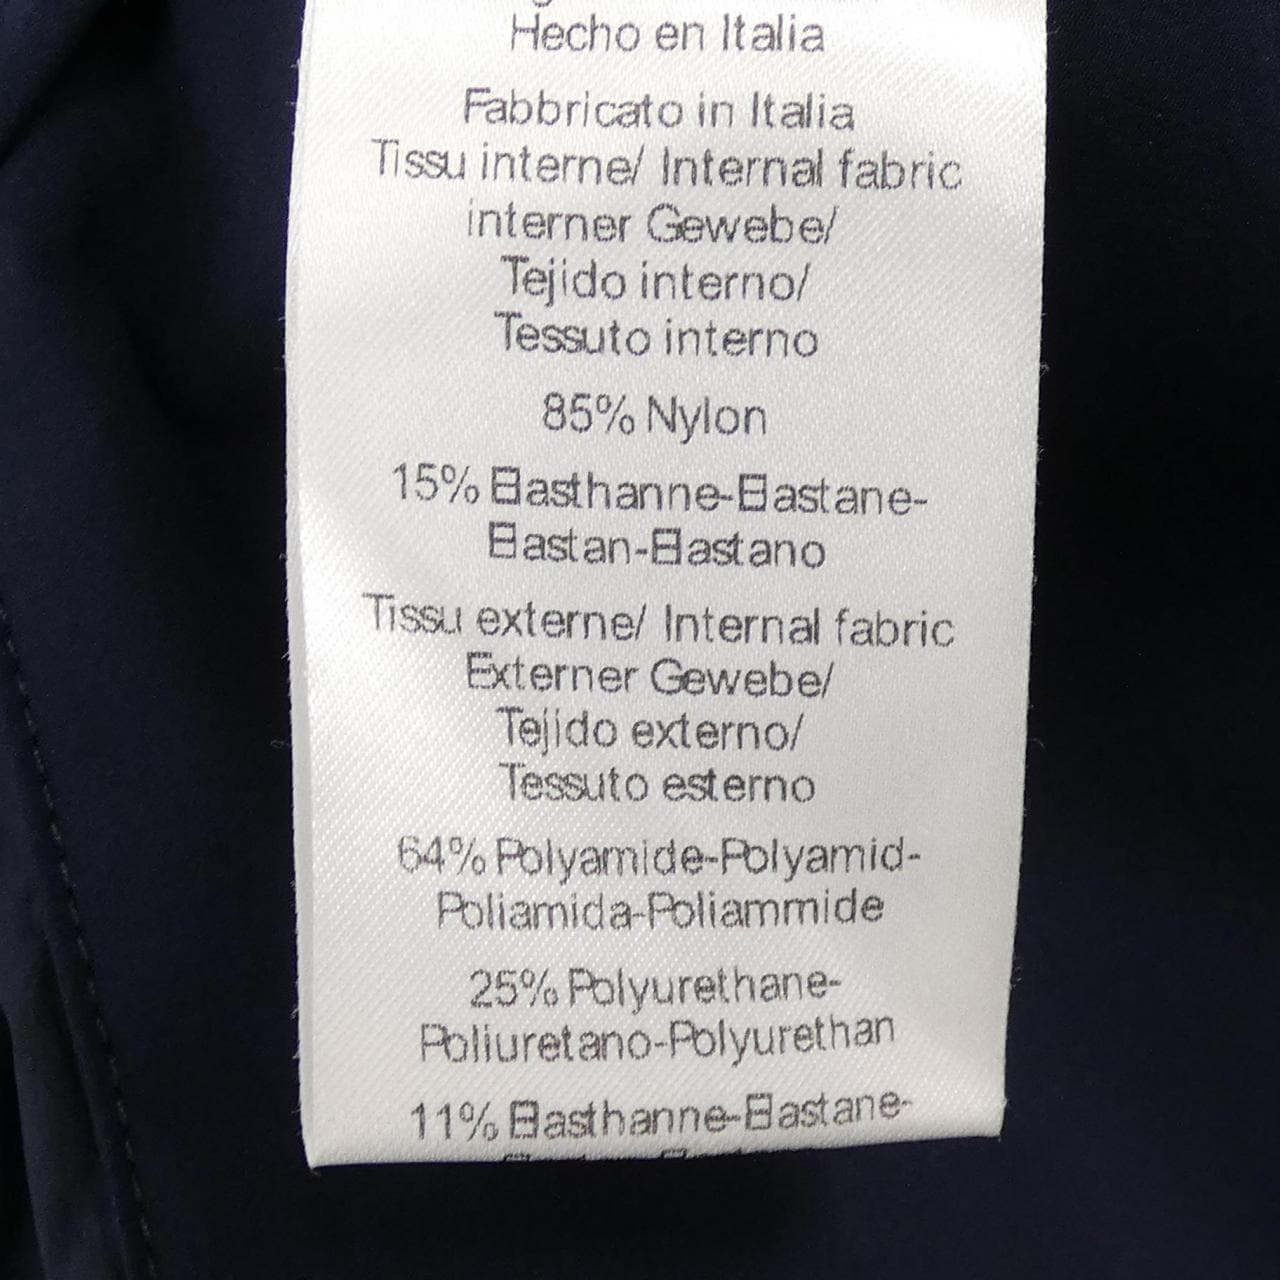 Hecho en Italia
Fabbricato in Italia
Tissu interne/ Internal fabric
interner Gewebe/
Tejido interno/
Tessuto interno
85% Nylon
15% Elasthanne-Elastane-
Elastan-Elastano
Tissu externe/ Internal fabric
Externer Gewebe/
Tejido externo/
Tessuto esterno
64% Polyamide-Polyamid-
Poliamida-Poliammide
25% Polyurethane-
Poliuretano-Polyurethan
11% Elasthanne-Elastane-